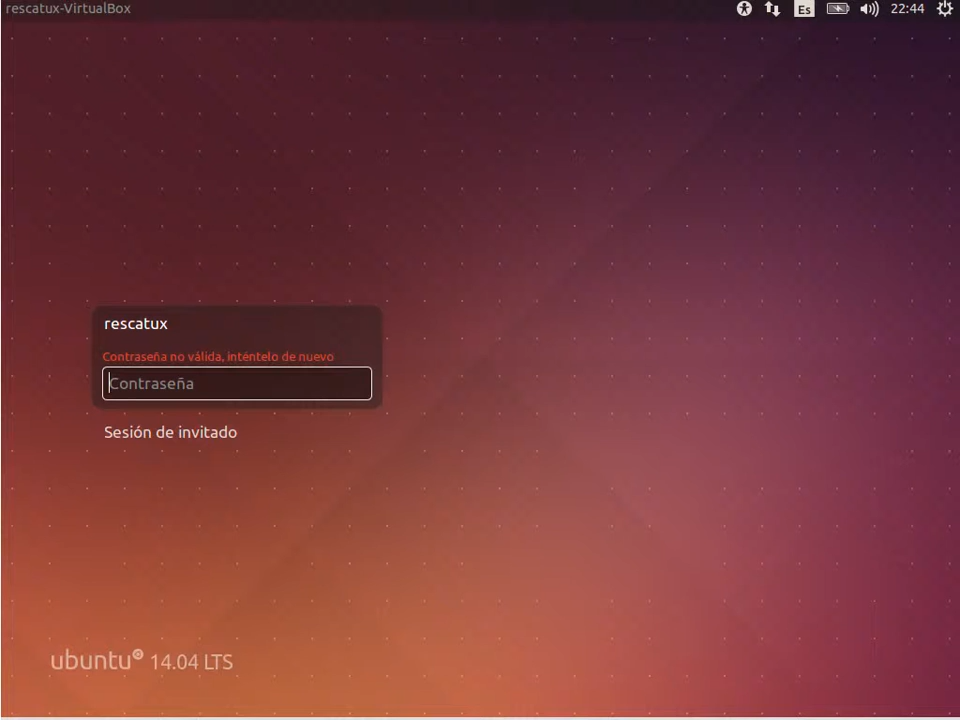 rescatux-VirtualBox
Es
22:44
rescatux
Contraseña no válida, inténtelo de nuevo
Contraseña
Sesión de invitado
ubuntu® 14.04 LTS